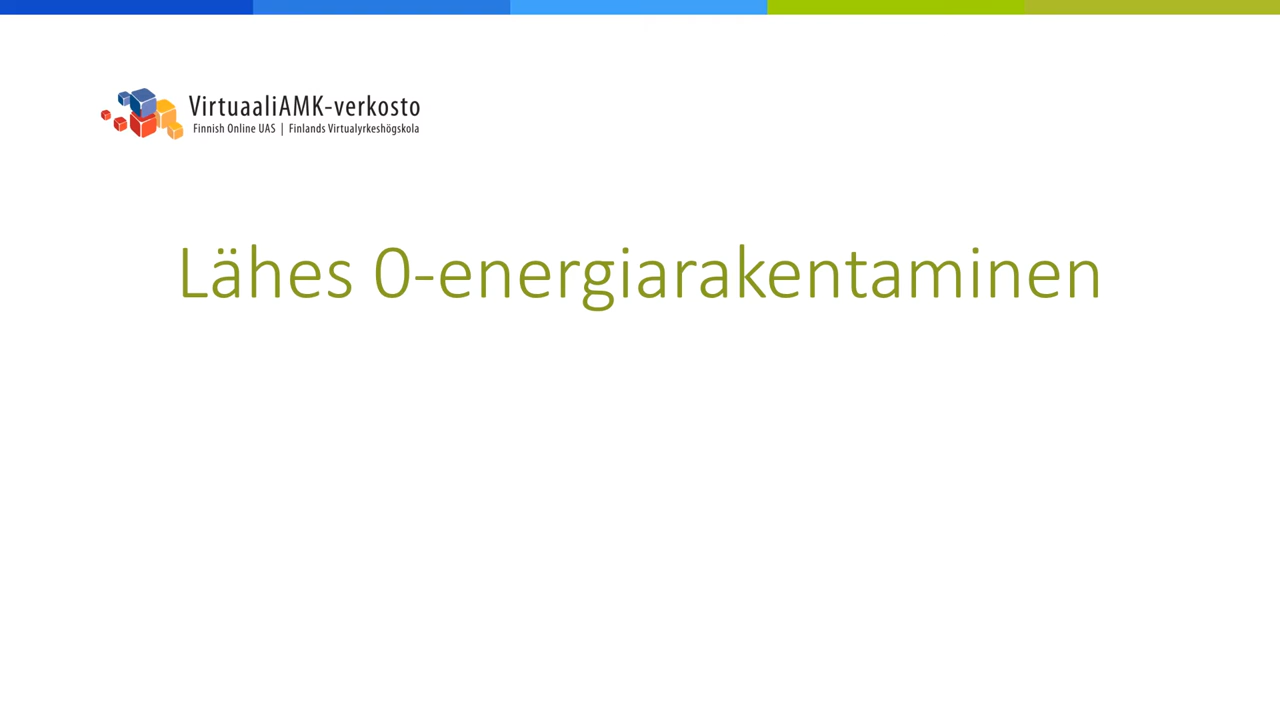 VirtuaaliAMK-verkosto
Finnish Online UAS | Finlands Virtualyrkeshögskola
Lähes 0-energiarakentaminen